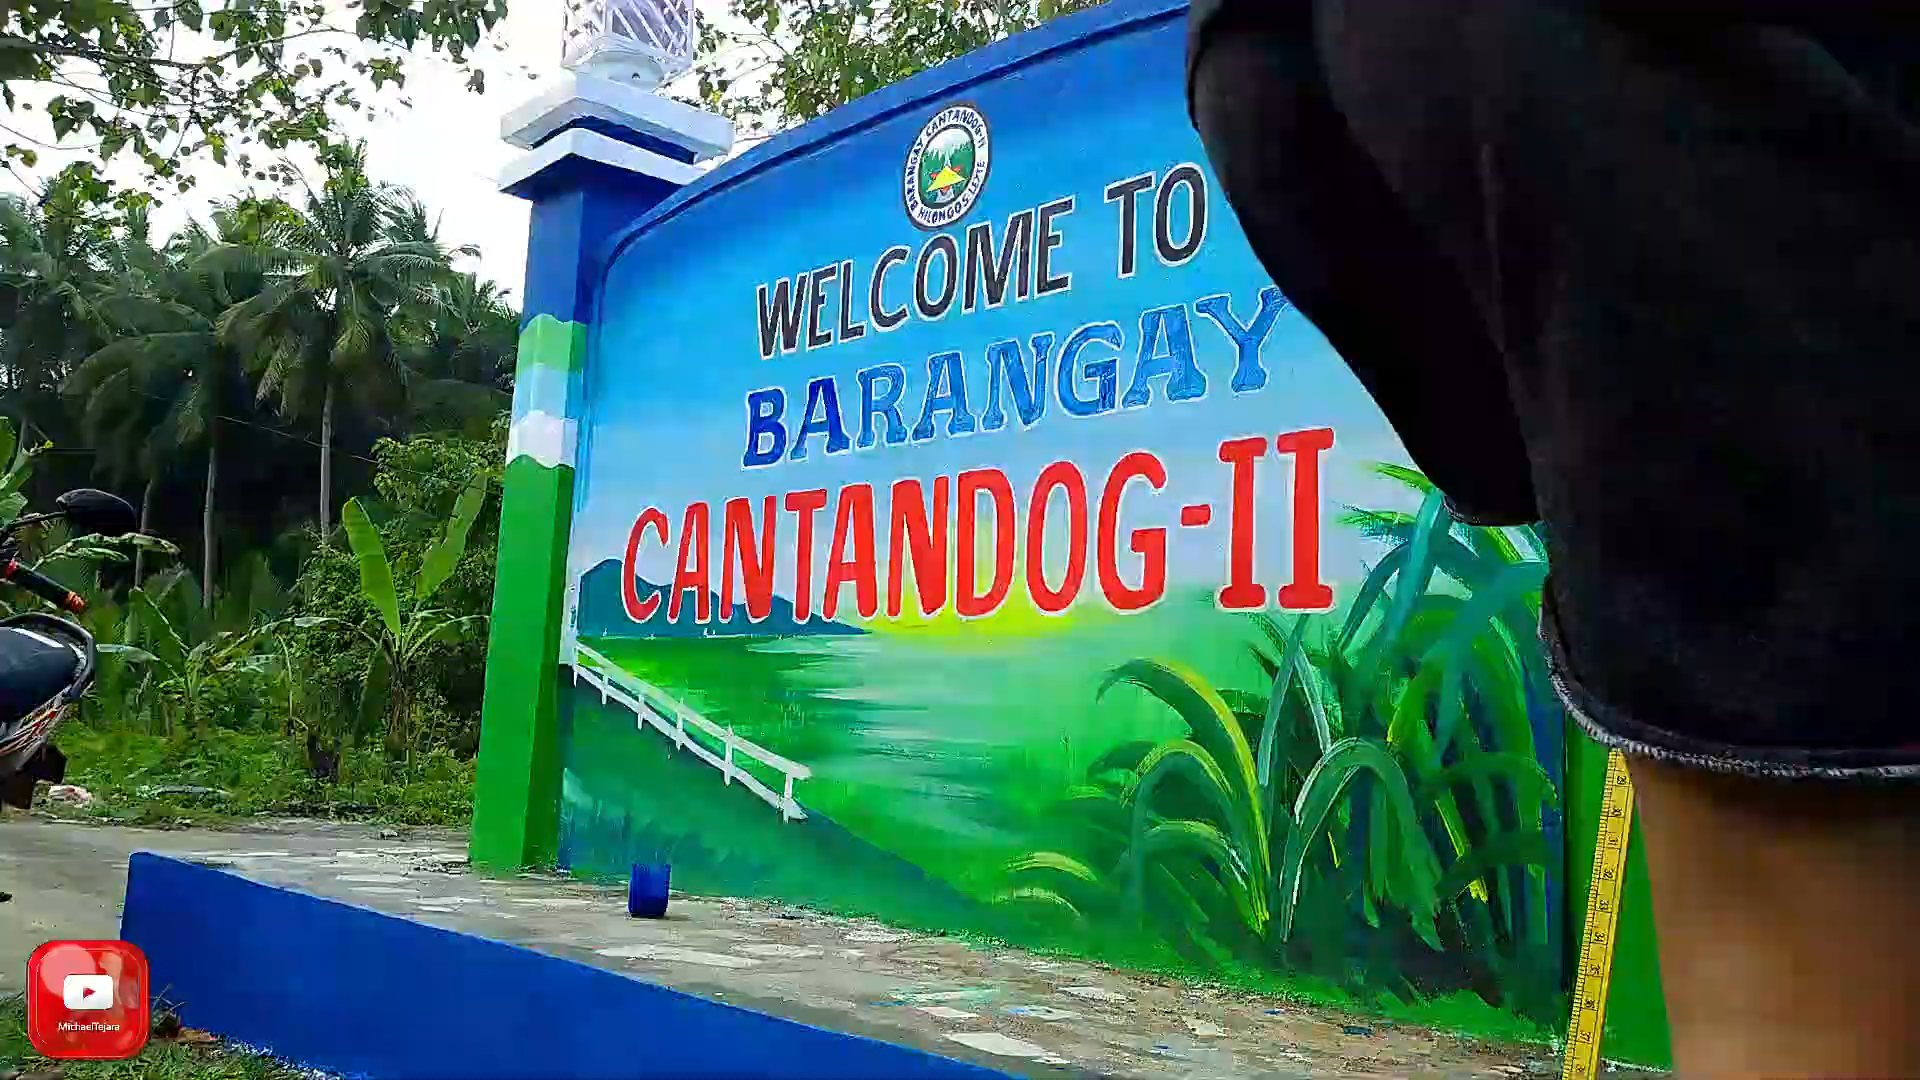 BARANGAY CANTANDOG-II
HILONGOS, LEYTE
WELCOME TO
BARANGAY
CANTANDOG-II
MichaelTejara